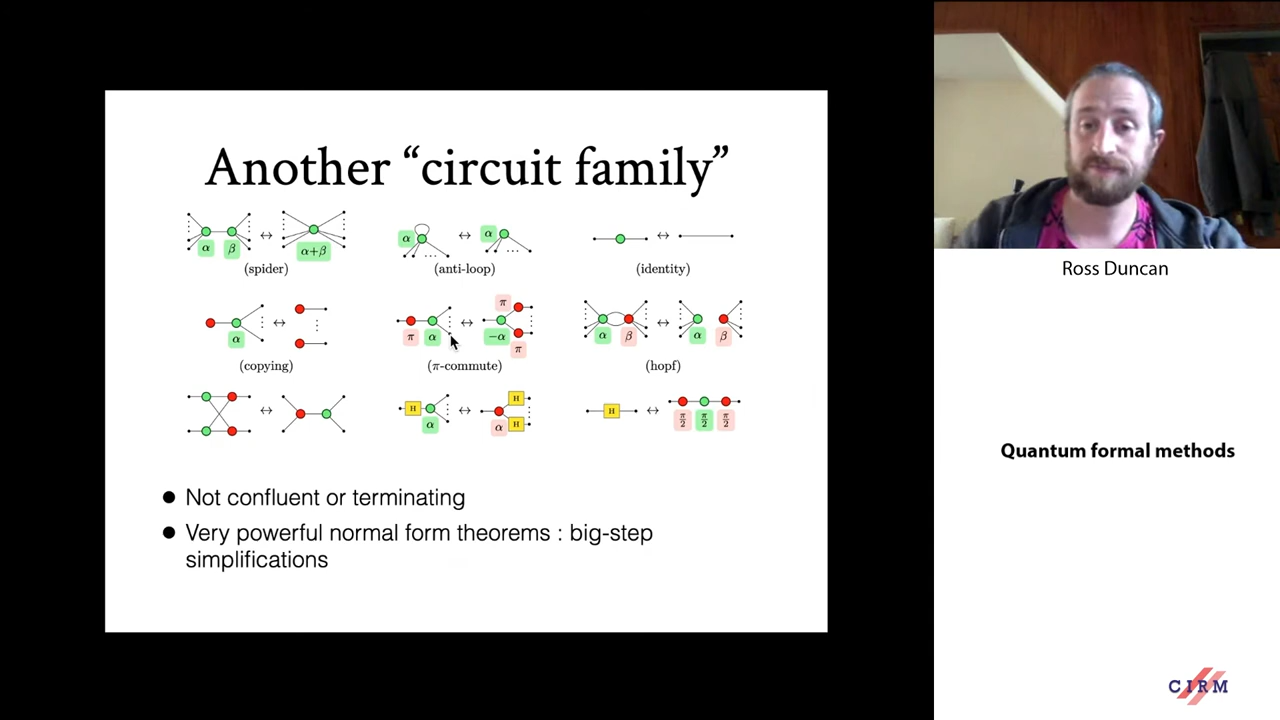 Another “circuit family”
α β ↔ α+β
(spider)
α ↔ α
(anti-loop)
↔
(identity)
α ↔
(copying)
π α ↔ π −α π
(π-commute)
α β ↔ α β
(hopf)
↔
H α ↔ H α H
H ↔ π/2 π/2 π/2
● Not confluent or terminating
● Very powerful normal form theorems : big-step
simplifications
Ross Duncan
Quantum formal methods
CIRM